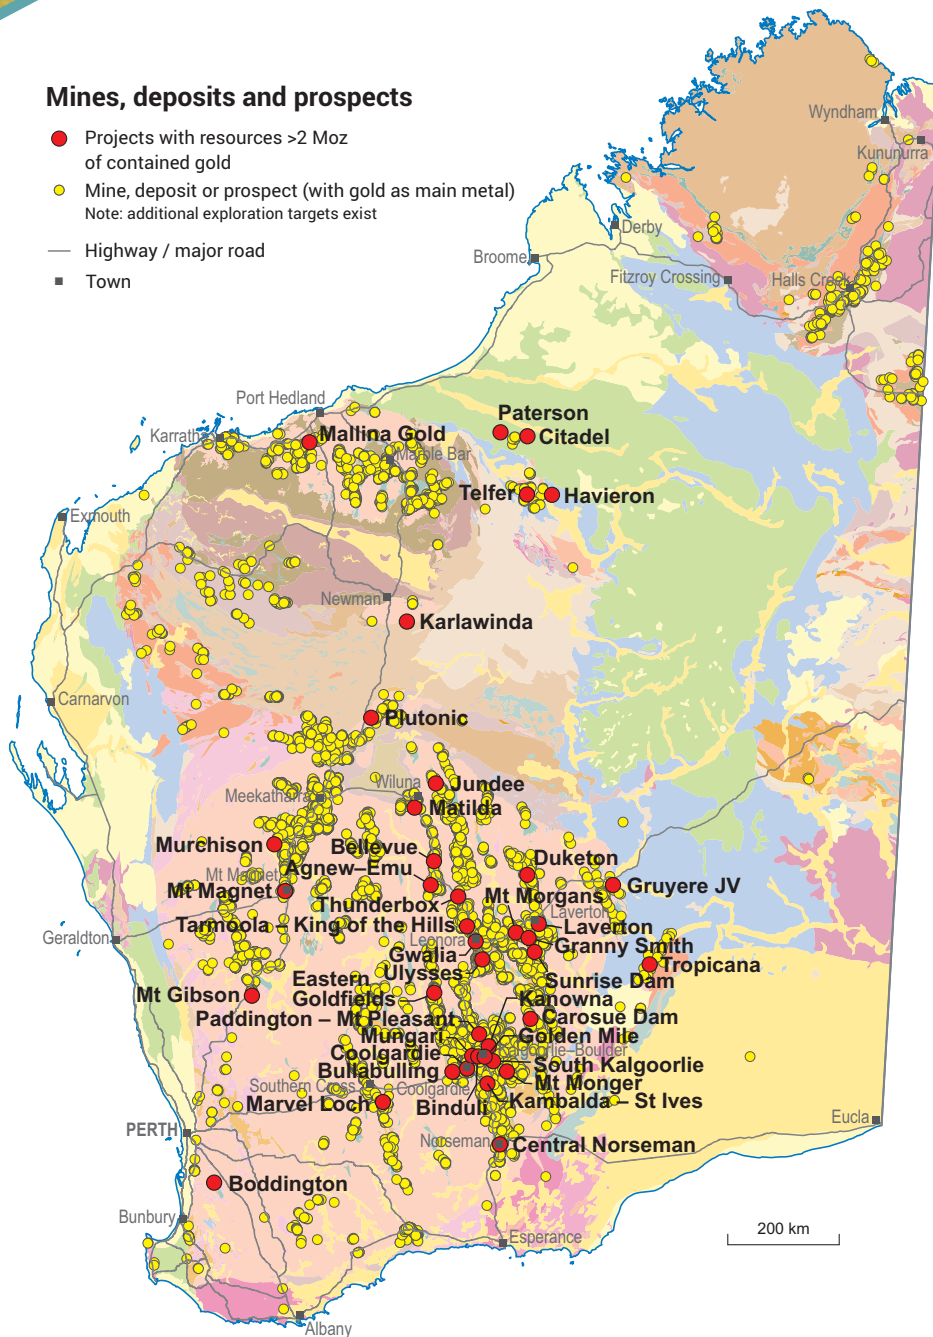 Mines, deposits and prospects
Projects with resources >2 Moz
of contained gold
Mine, deposit or prospect (with gold as main metal)
Note: additional exploration targets exist
Highway / major road
Town
Wyndham
Kununurra
Derby
Broome
Fitzroy Crossing
Halls Creek
Port Hedland
Paterson
Karratha
Mallina Gold
Citadel
Marble Bar
Telfer
Havieron
Exmouth
Newman
Karlawinda
Carnarvon
Plutonic
Wiluna
Jundee
Meekatharra
Matilda
Murchison
Bellevue
Duketon
Agnew–Emu
Mt Magnet
Mt Magnet
Gruyere JV
Thunderbox
Mt Morgans
Laverton
Tarmoola – King of the Hills
Laverton
Geraldton
Leonora
Granny Smith
Gwalia
Tropicana
Ulysses
Eastern
Goldfields
Sunrise Dam
Mt Gibson
Kanowna
Paddington – Mt Pleasant
Carosue Dam
Mungari
Golden Mile
Coolgardie
Kalgoorlie–Boulder
Bullabulling
South Kalgoorlie
Southern Cross
Coolgardie
Mt Monger
Marvel Loch
Binduli
Kambalda – St Ives
Eucla
PERTH
Norseman
Central Norseman
Boddington
Bunbury
200 km
Esperance
Albany